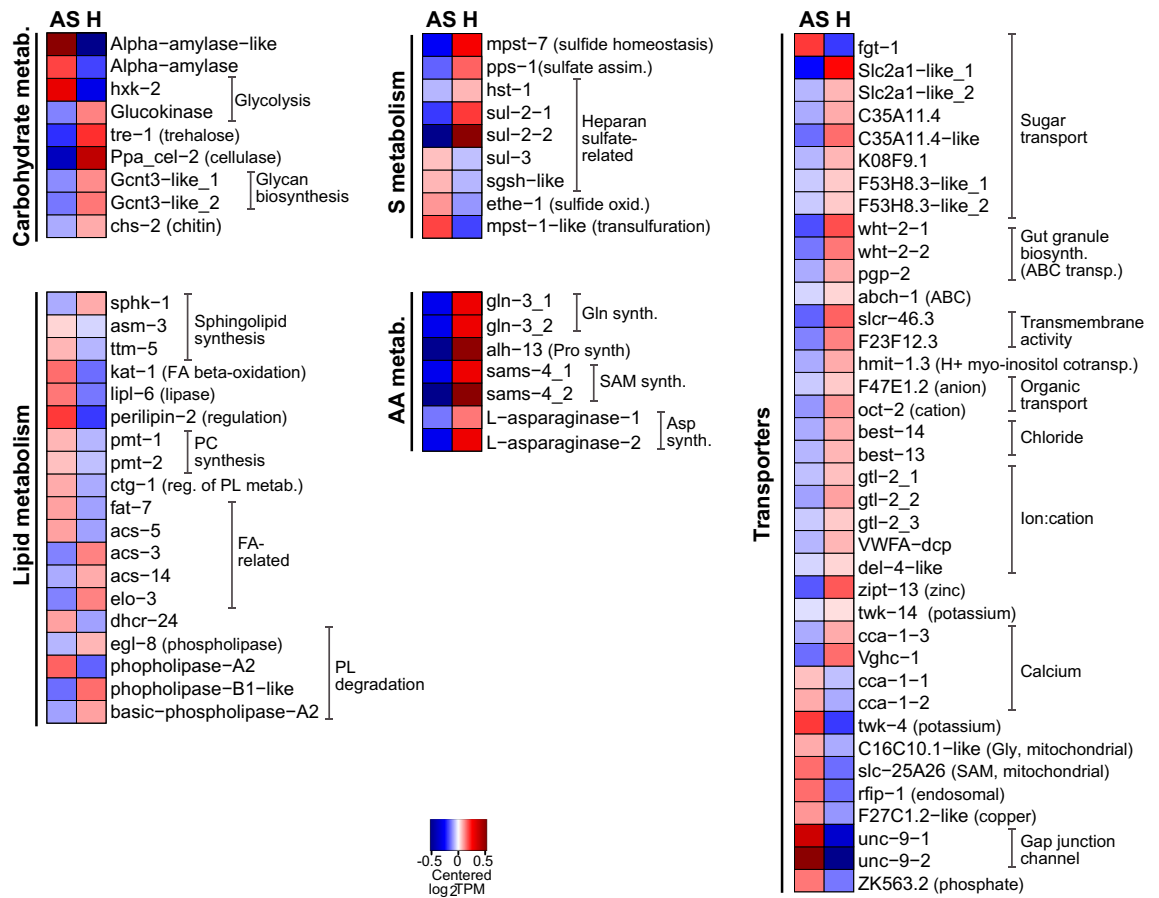 Carbohydrate metab.
AS H
Alpha−amylase−like
Alpha−amylase
hxk−2
Glucokinase
Glycolysis
tre−1 (trehalose)
Ppa_cel−2 (cellulase)
Gcnt3−like_1
Gcnt3−like_2
Glycan
biosynthesis
chs−2 (chitin)
Lipid metabolism
sphk−1
asm−3
ttm−5
Sphingolipid
synthesis
kat−1 (FA beta−oxidation)
lipl−6 (lipase)
perilipin−2 (regulation)
pmt−1
pmt−2
PC
synthesis
ctg−1 (reg. of PL metab.)
fat−7
acs−5
acs−3
acs−14
elo−3
FA-
related
dhcr−24
egl−8 (phospholipase)
phopholipase−A2
phopholipase−B1−like
basic−phospholipase−A2
PL
degradation
S metabolism
AS H
mpst−7 (sulfide homeostasis)
pps−1(sulfate assim.)
hst−1
sul−2−1
sul−2−2
sul−3
sgsh−like
Heparan
sulfate-
related
ethe−1 (sulfide oxid.)
mpst−1−like (transulfuration)
AA metab.
gln−3_1
gln−3_2
Gln synth.
alh−13 (Pro synth)
sams−4_1
sams−4_2
SAM synth.
L−asparaginase−1
L−asparaginase−2
Asp
synth.
-0.5 0 0.5
Centered
log2TPM
Transporters
AS H
fgt−1
Slc2a1−like_1
Slc2a1−like_2
C35A11.4
C35A11.4−like
K08F9.1
F53H8.3−like_1
F53H8.3−like_2
Sugar
transport
wht−2−1
wht−2−2
pgp−2
Gut granule
biosynth.
(ABC transp.)
abch−1 (ABC)
slcr−46.3
F23F12.3
Transmembrane
activity
hmit−1.3 (H+ myo−inositol cotransp.)
F47E1.2 (anion)
oct−2 (cation)
Organic
transport
best−14
best−13
Chloride
gtl−2_1
gtl−2_2
gtl−2_3
VWFA−dcp
del−4−like
Ion:cation
zipt−13 (zinc)
twk−14 (potassium)
cca−1−3
Vghc−1
cca−1−1
cca−1−2
Calcium
twk−4 (potassium)
C16C10.1−like (Gly, mitochondrial)
slc−25A26 (SAM, mitochondrial)
rfip−1 (endosomal)
F27C1.2−like (copper)
unc−9−1
unc−9−2
Gap junction
channel
ZK563.2 (phosphate)